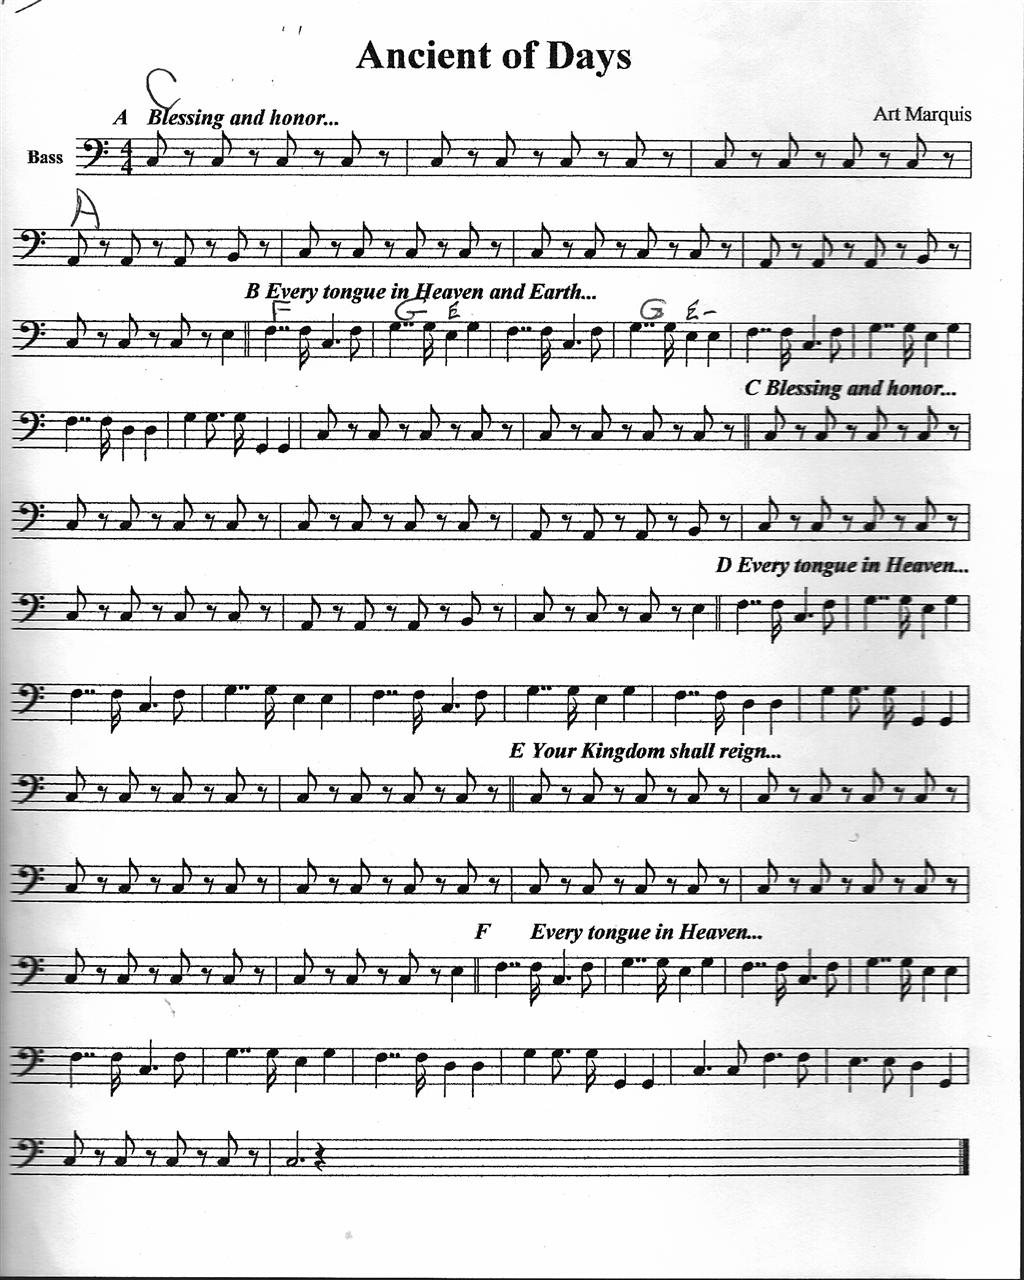 Ancient of Days
C
A Blessing and honor...
Art Marquis
Bass
4
4
A
B Every tongue in Heaven and Earth...
F G E G E-
C Blessing and honor...
D Every tongue in Heaven...
E Your Kingdom shall reign...
F Every tongue in Heaven...